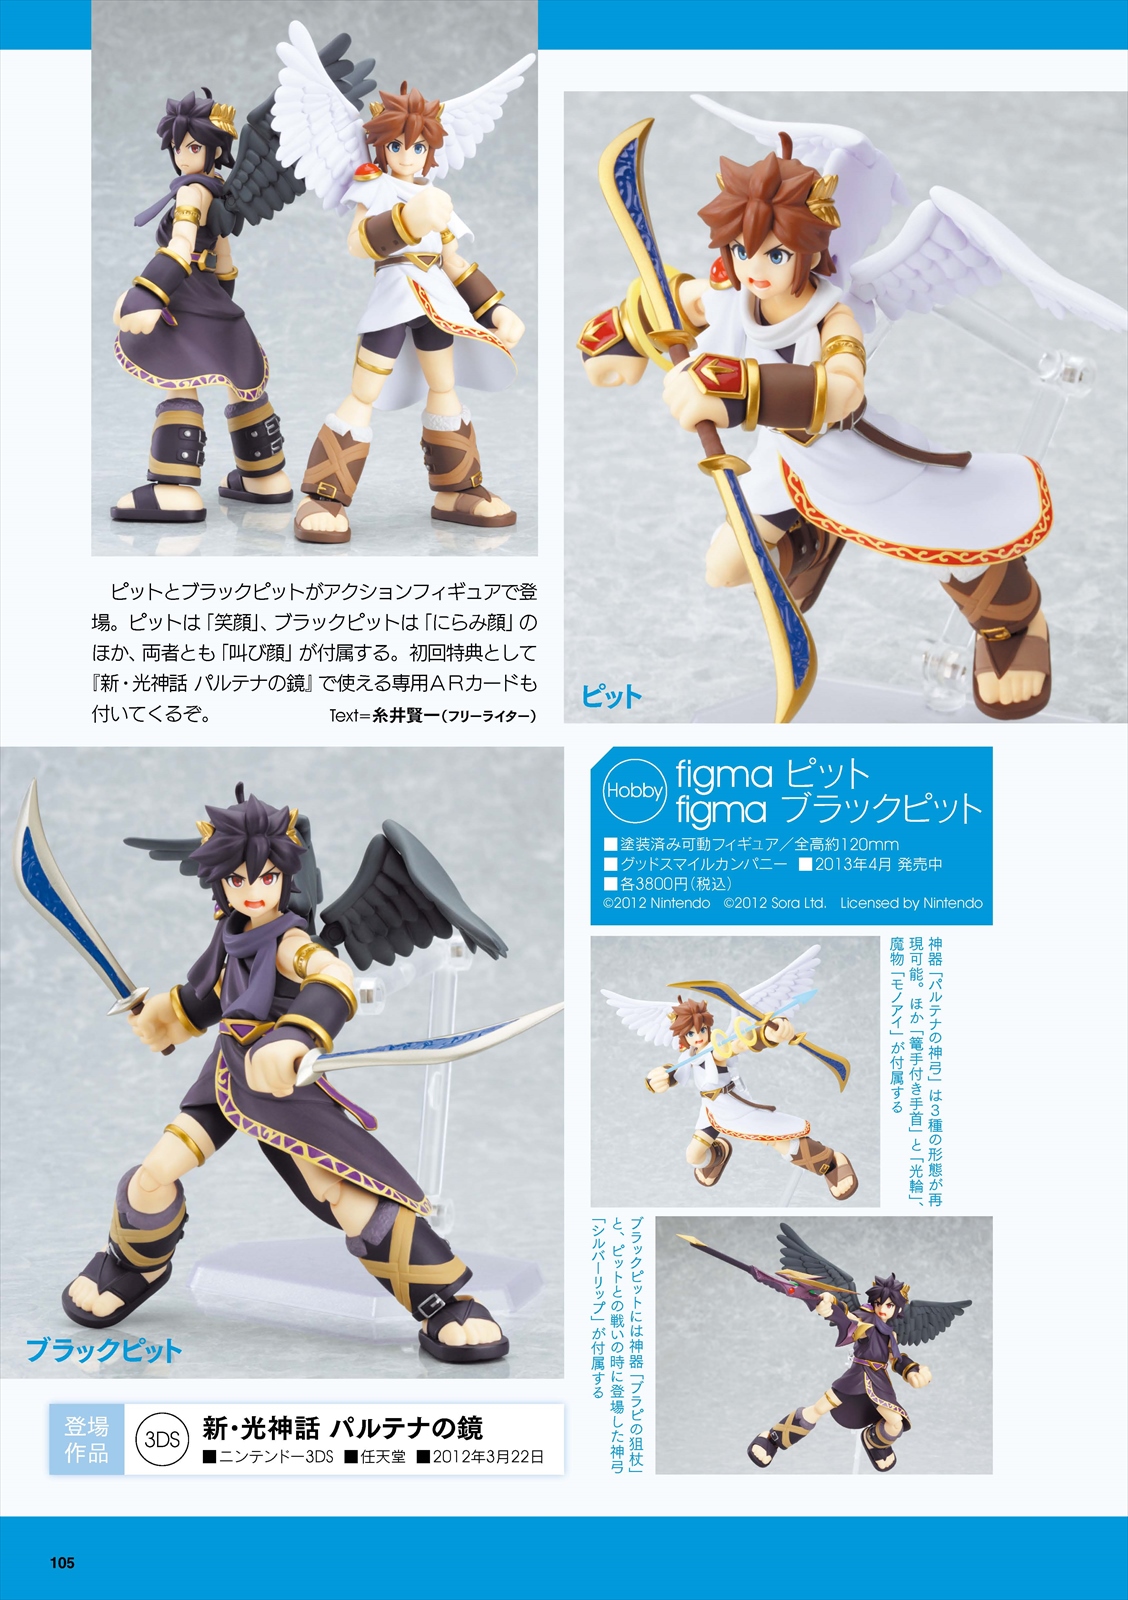 ピットとブラックピットがアクションフィギュアで登
場。ピットは「笑顔」、ブラックピットは「にらみ顔」の
ほか、両者とも「叫び顔」が付属する。初回特典として
『新・光神話 パルテナの鏡』で使える専用ARカードも
付いてくるぞ。
Text=糸井賢一（フリーライター）
ピット
Hobby
figma ピット
figma ブラックピット
■塗装済み可動フィギュア／全高約120mm
■グッドスマイルカンパニー ■2013年4月 発売中
■各3800円（税込）
©2012 Nintendo ©2012 Sora Ltd. Licensed by Nintendo
神器「パルテナの神弓」は3種の形態が再
現可能。ほか「篭手付き手首」と「光輪」、
魔物「モノアイ」が付属する
ブラックピット
ブラックピットには神器「ブラピの狙杖」
と、ピットとの戦いの時に登場した神弓
「シルバーリップ」が付属する
登場
作品
3DS
新・光神話 パルテナの鏡
■ニンテンドー3DS ■任天堂 ■2012年3月22日
105